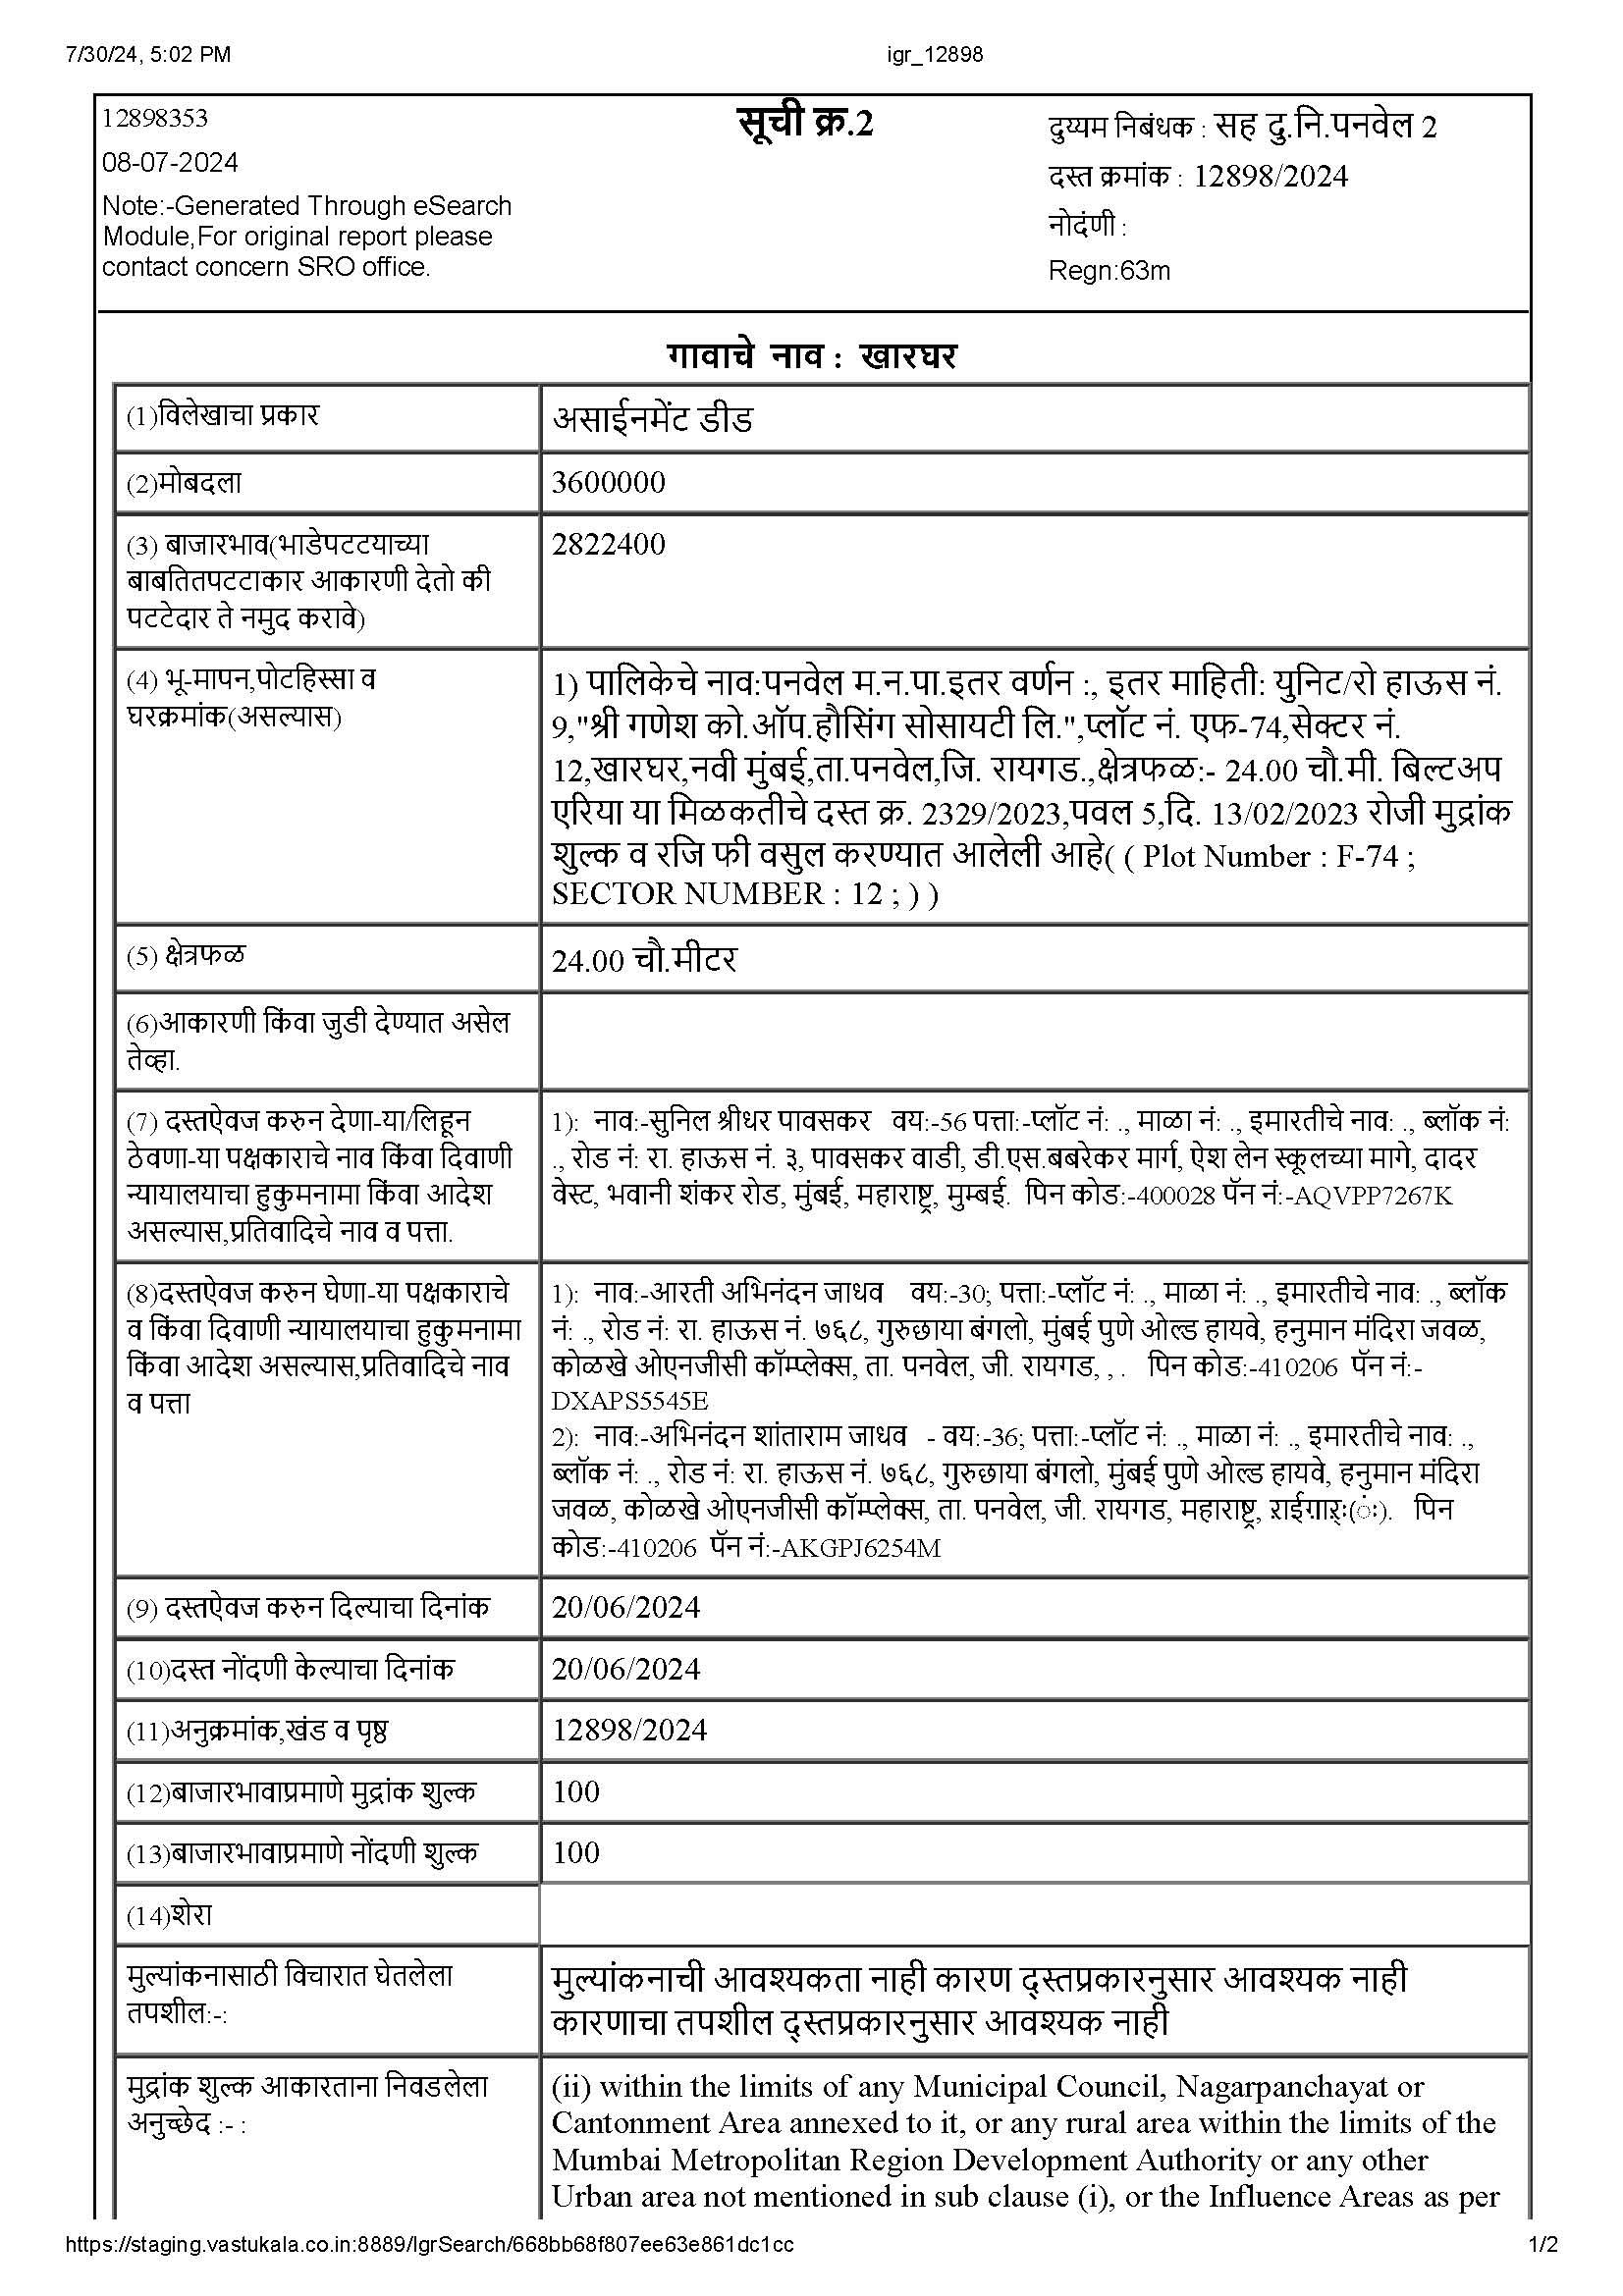 7/30/24, 5:02 PM igr_12898
12898353
08-07-2024
Note:-Generated Through eSearch
Module,For original report please
contact concern SRO office.
सूची क्र.2
दुय्यम निबंधक : सह दु.नि.पनवेल 2
दस्त क्रमांक : 12898/2024
नोदंणी :
Regn:63m
गावाचे नाव : खारघर
(1)विलेखाचा प्रकार
असाईनमेंट डीड
(2)मोबदला
3600000
(3) बाजारभाव(भाडेपटटयाच्या
बाबतितपटटाकार आकारणी देतो की
पटटेदार ते नमुद करावे)
2822400
(4) भू-मापन,पोटहिस्सा व
घरक्रमांक(असल्यास)
1) पालिकेचे नाव:पनवेल म.न.पा.इतर वर्णन :, इतर माहिती: युनिट/रो हाऊस नं.
9,"श्री गणेश को.ऑप.हौसिंग सोसायटी लि.",प्लॉट नं. एफ-74,सेक्टर नं.
12,खारघर,नवी मुंबई,ता.पनवेल,जि. रायगड.,क्षेत्रफळ:- 24.00 चौ.मी. बिल्टअप
एरिया या मिळकतीचे दस्त क्र. 2329/2023,पवल 5,दि. 13/02/2023 रोजी मुद्रांक
शुल्क व रजि फी वसुल करण्यात आलेली आहे( ( Plot Number : F-74 ;
SECTOR NUMBER : 12 ; ) )
(5) क्षेत्रफळ
24.00 चौ.मीटर
(6)आकारणी किंवा जुडी देण्यात असेल
तेव्हा.
(7) दस्तऐवज करुन देणा-या/लिहून
ठेवणा-या पक्षकाराचे नाव किंवा दिवाणी
न्यायालयाचा हुकुमनामा किंवा आदेश
असल्यास,प्रतिवादिचे नाव व पत्ता.
1): नाव:-सुनिल श्रीधर पावसकर वय:-56 पत्ता:-प्लॉट नं: ., माळा नं: ., इमारतीचे नाव: ., ब्लॉक नं:
., रोड नं: रा. हाऊस नं. ३, पावसकर वाडी, डी.एस.बबरेकर मार्ग, ऐश लेन स्कूलच्या मागे, दादर
वेस्ट, भवानी शंकर रोड, मुंबई, महाराष्ट्र, मुम्बई. पिन कोड:-400028 पॅन नं:-AQVPP7267K
(8)दस्तऐवज करुन घेणा-या पक्षकाराचे
व किंवा दिवाणी न्यायालयाचा हुकुमनामा
किंवा आदेश असल्यास,प्रतिवादिचे नाव
व पत्ता
1): नाव:-आरती अभिनंदन जाधव वय:-30; पत्ता:-प्लॉट नं: ., माळा नं: ., इमारतीचे नाव: ., ब्लॉक
नं: ., रोड नं: रा. हाऊस नं. ७६८, गुरुछाया बंगलो, मुंबई पुणे ओल्ड हायवे, हनुमान मंदिरा जवळ,
कोळखे ओएनजीसी कॉम्प्लेक्स, ता. पनवेल, जी. रायगड, , . पिन कोड:-410206 पॅन नं:-
DXAPS5545E
2): नाव:-अभिनंदन शांताराम जाधव - वय:-36; पत्ता:-प्लॉट नं: ., माळा नं: ., इमारतीचे नाव: .,
ब्लॉक नं: ., रोड नं: रा. हाऊस नं. ७६८, गुरुछाया बंगलो, मुंबई पुणे ओल्ड हायवे, हनुमान मंदिरा
जवळ, कोळखे ओएनजीसी कॉम्प्लेक्स, ता. पनवेल, जी. रायगड, महाराष्ट्र, पिन
कोड:-410206 पॅन नं:-AKGPJ6254M
(9) दस्तऐवज करुन दिल्याचा दिनांक
20/06/2024
(10)दस्त नोंदणी केल्याचा दिनांक
20/06/2024
(11)अनुक्रमांक,खंड व पृष्ठ
12898/2024
(12)बाजारभावाप्रमाणे मुद्रांक शुल्क
100
(13)बाजारभावाप्रमाणे नोंदणी शुल्क
100
(14)शेरा
मुल्यांकनासाठी विचारात घेतलेला
तपशील:-:
मुल्यांकनाची आवश्यकता नाही कारण द्स्तप्रकारनुसार आवश्यक नाही
कारणाचा तपशील द्स्तप्रकारनुसार आवश्यक नाही
मुद्रांक शुल्क आकारताना निवडलेला
अनुच्छेद :- :
(ii) within the limits of any Municipal Council, Nagarpanchayat or
Cantonment Area annexed to it, or any rural area within the limits of the
Mumbai Metropolitan Region Development Authority or any other
Urban area not mentioned in sub clause (i), or the Influence Areas as per
https://staging.vastukala.co.in:8889/IgrSearch/668bb68f807ee63e861dc1cc 1/2